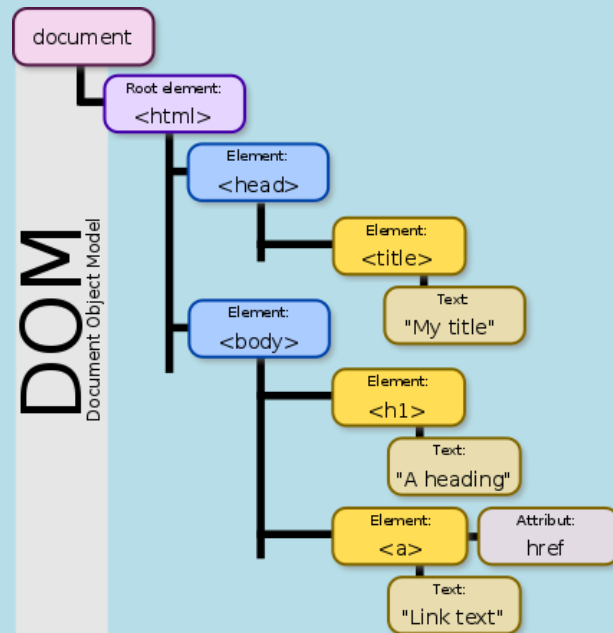 document
Root element:
<html>
Element:
<head>
Element:
<title>
Text
"My title"
Element:
<body>
Element:
<h1>
Text:
"A heading"
Element:
<a>
Attribut:
href
Text:
"Link text"
DOM
Document Object Model